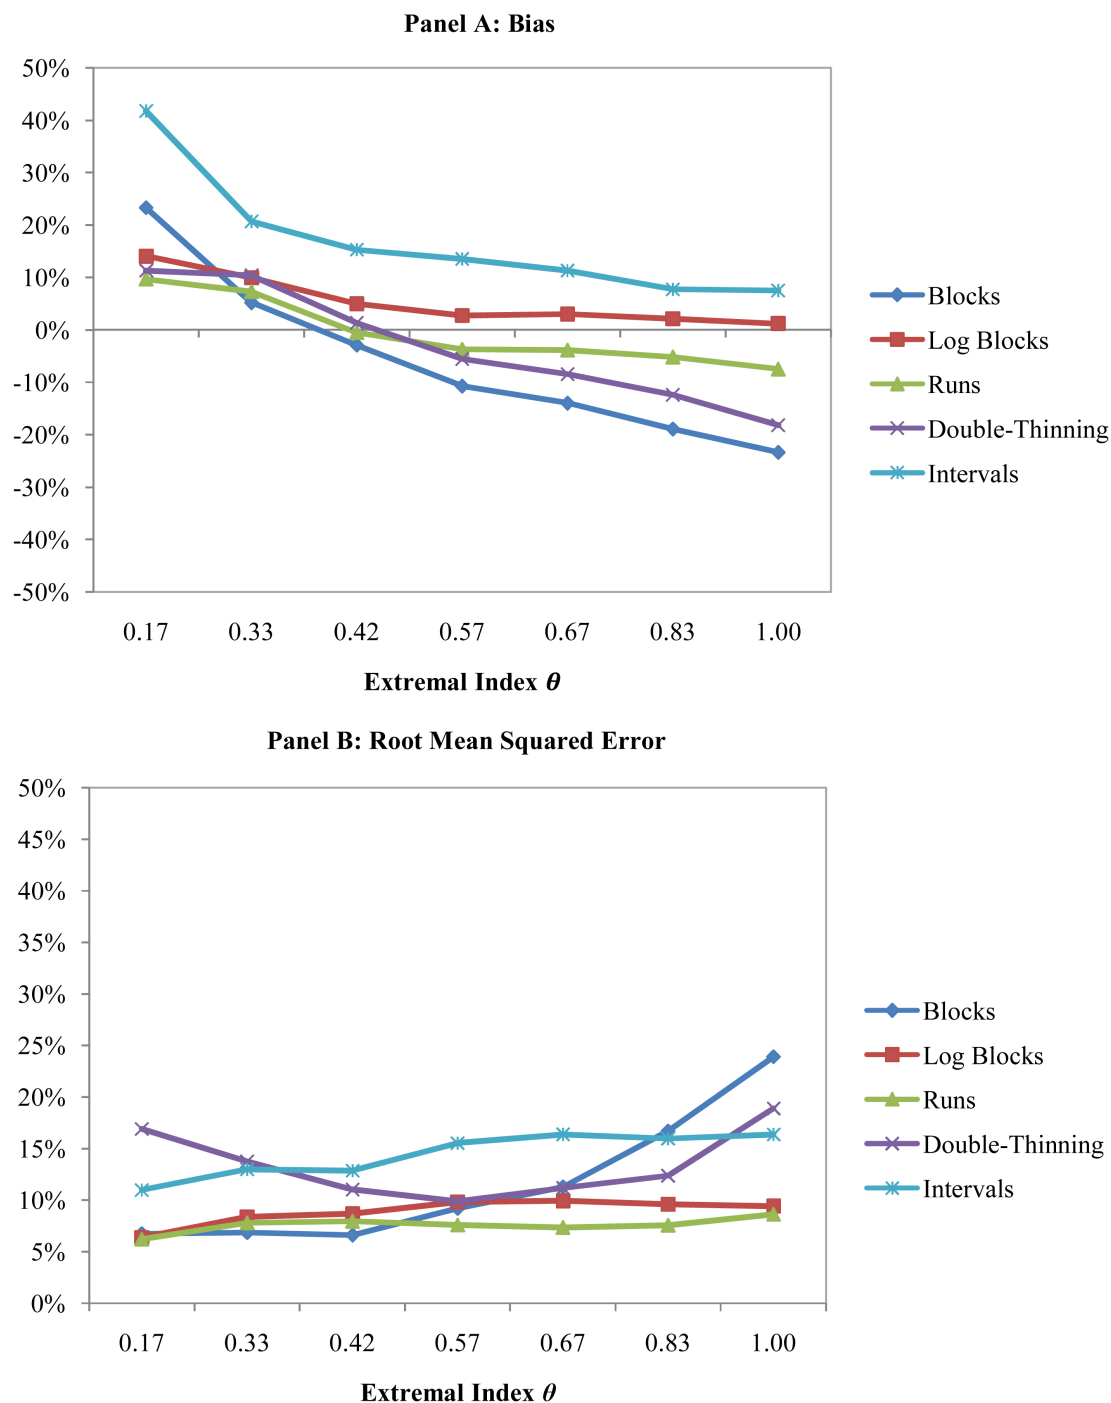 Panel A: Bias
50%
40%
30%
20%
10%
0%
-10%
-20%
-30%
-40%
-50%
0.17 0.33 0.42 0.57 0.67 0.83 1.00
Extremal Index θ
Blocks
Log Blocks
Runs
Double-Thinning
Intervals
Panel B: Root Mean Squared Error
50%
45%
40%
35%
30%
25%
20%
15%
10%
5%
0%
0.17 0.33 0.42 0.57 0.67 0.83 1.00
Extremal Index θ
Blocks
Log Blocks
Runs
Double-Thinning
Intervals